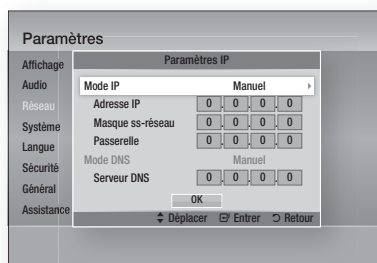 Paramètres
Affichage
Audio
Réseau
Système
Langue
Sécurité
Général
Assistance
Paramètres IP
Mode IP Manuel
Adresse IP 0 . 0 . 0 . 0
Masque ss-réseau 0 . 0 . 0 . 0
Passerelle 0 . 0 . 0 . 0
Mode DNS Manuel
Serveur DNS 0 . 0 . 0 . 0
OK
Déplacer Entrer Retour